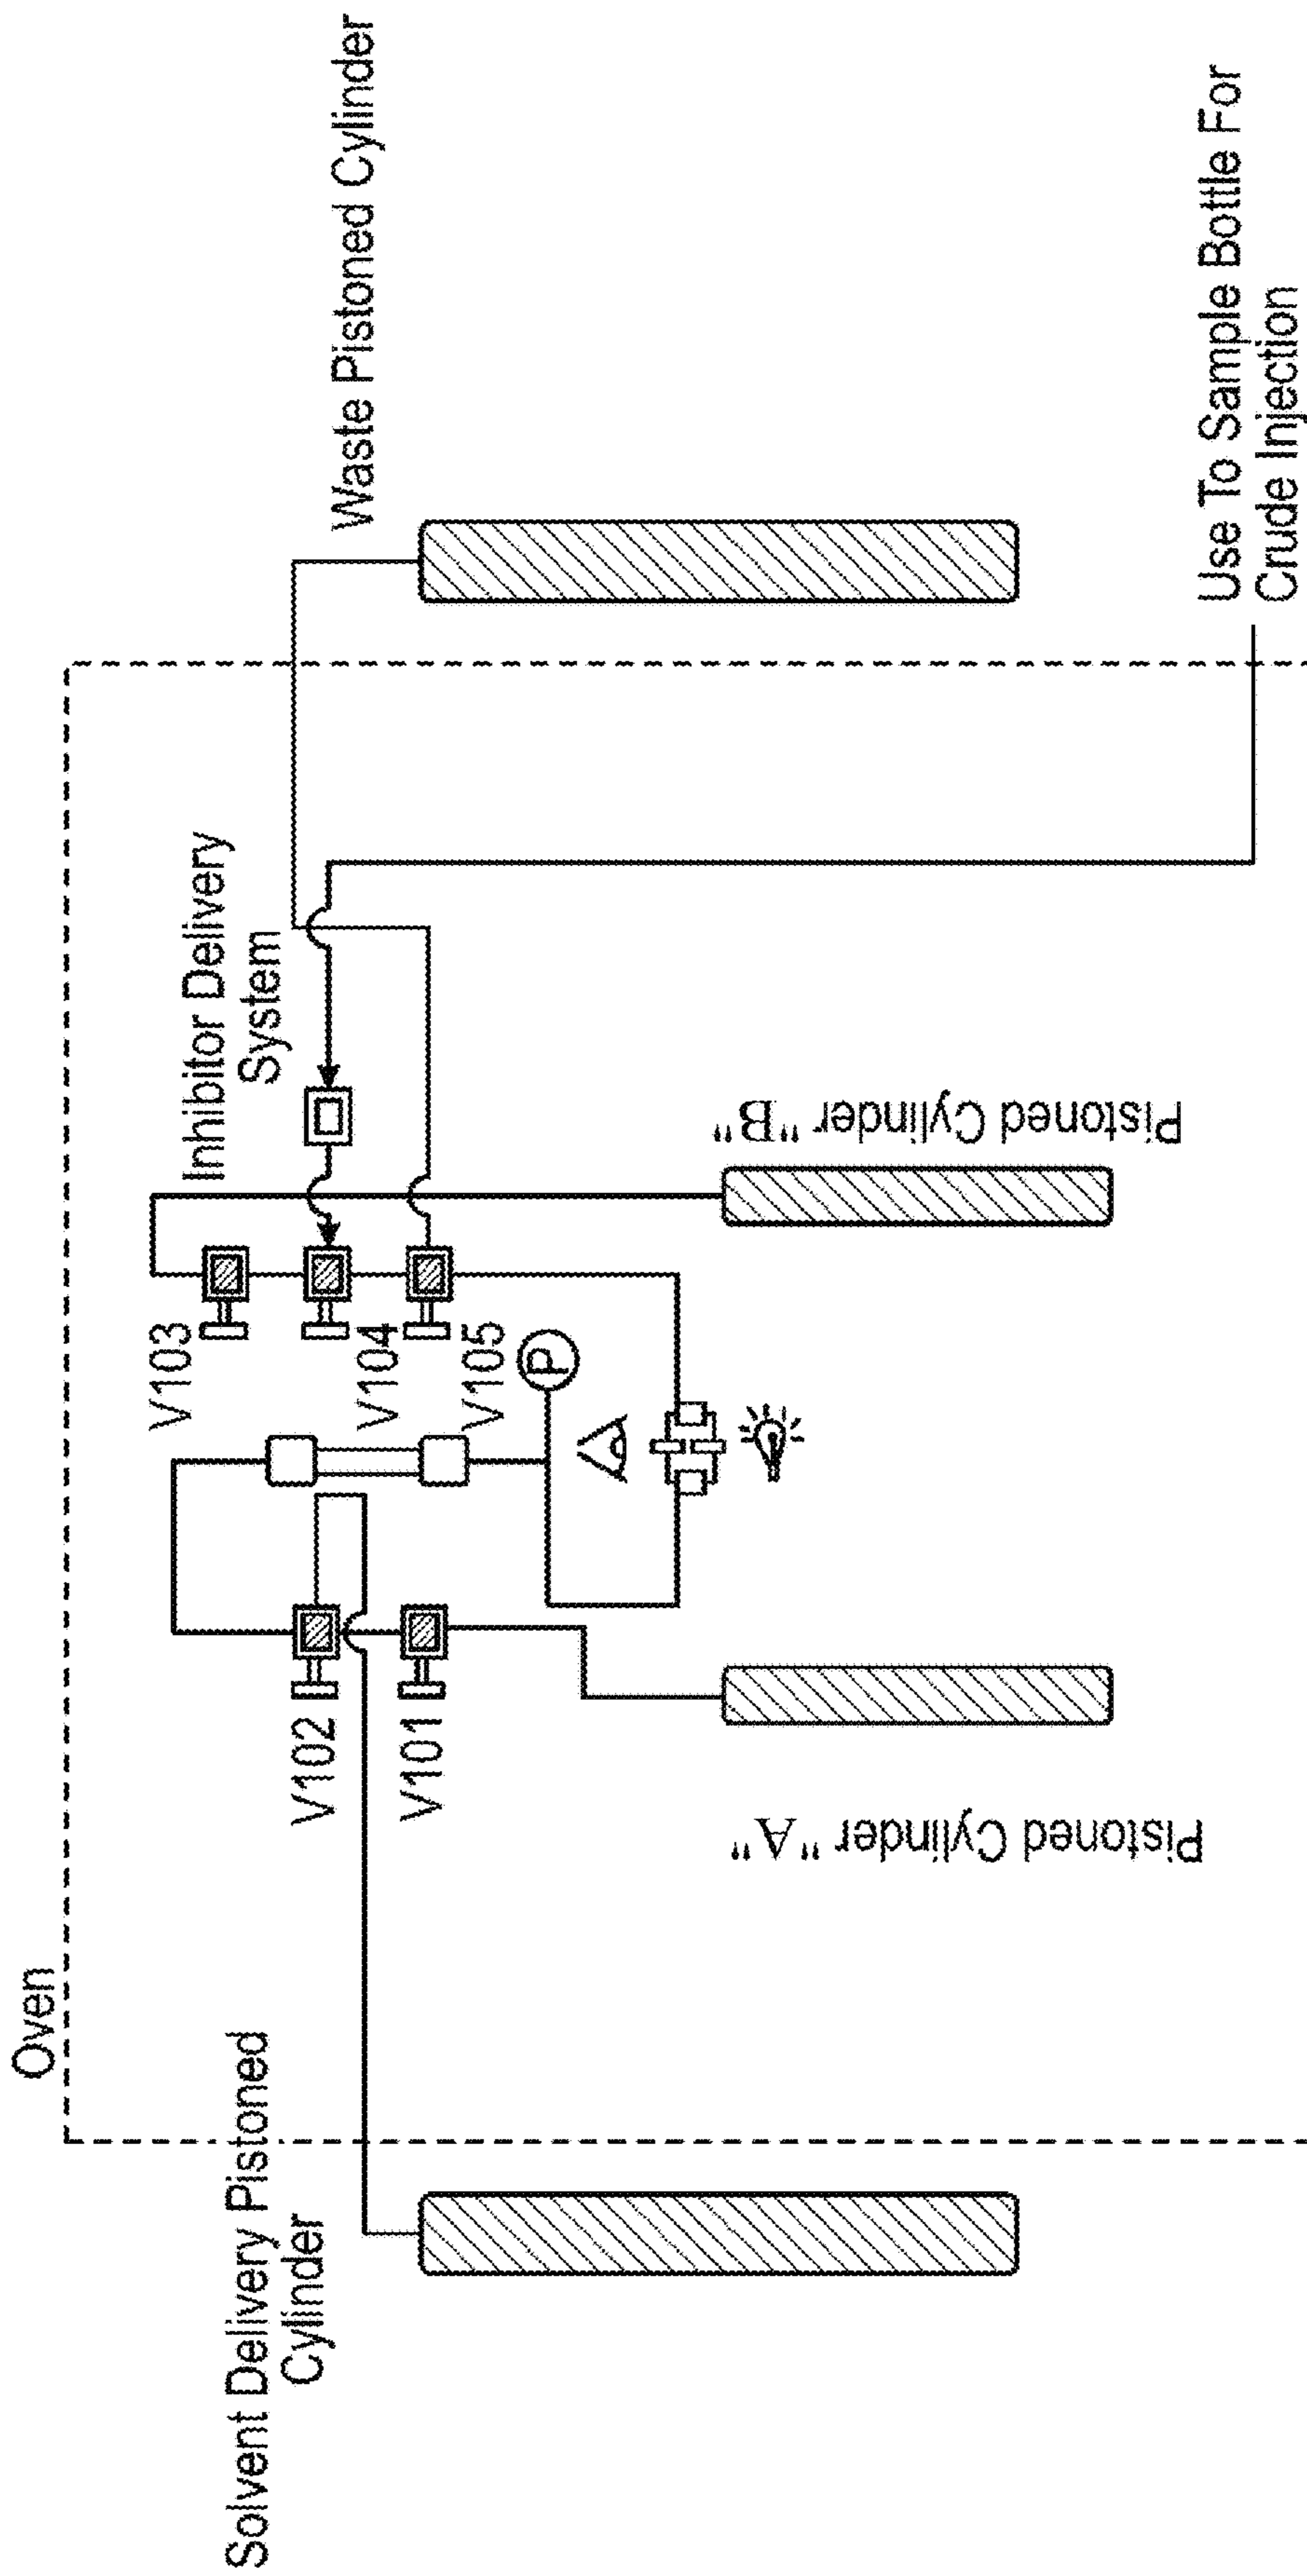 Oven
Solvent Delivery Pistoned
Cylinder
V102
V101
Pistoned Cylinder "A"
V103
V104
V105
P
Inhibitor Delivery
System
Pistoned Cylinder "B"
Waste Pistoned Cylinder
Use To Sample Bottle For
Crude Injection